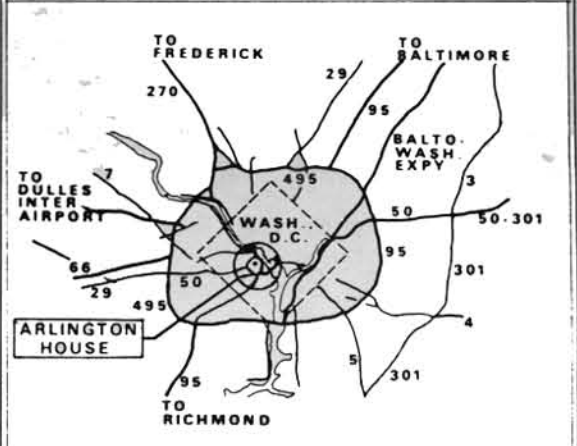 TO
FREDERICK
TO
BALTIMORE
29
270
95
BALTO-
WASH
EXPY
3
7
495
TO
DULLES
INTER
AIRPORT
WASH.
D.C.
50
50-301
95
66
50
301
29
495
ARLINGTON
HOUSE
4
5
301
95
TO
RICHMOND